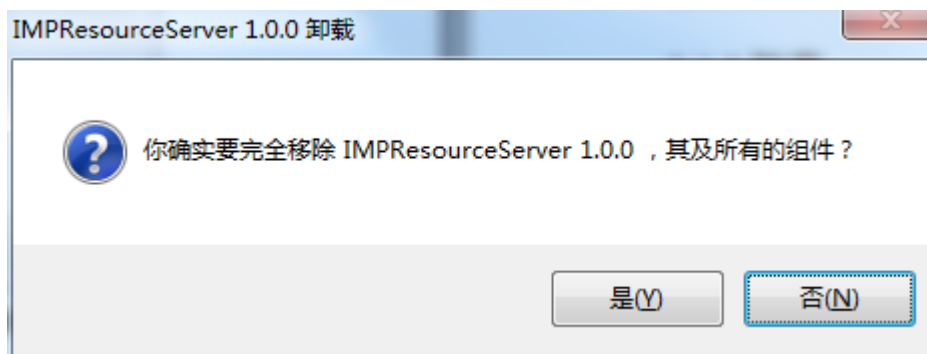 IMPResourceServer 1.0.0 卸载
你确实要完全移除 IMPResourceServer 1.0.0 ，其及所有的组件？
是(Y)
否(N)